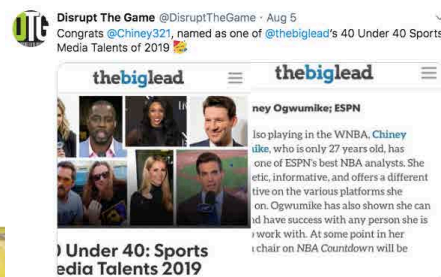 UTG
Disrupt The Game @DisruptTheGame · Aug 5
Congrats @Chiney321, named as one of @thebiglead's 40 Under 40 Sports
Media Talents of 2019
thebiglead
) Under 40: Sports
edia Talents 2019
thebiglead
ney Ogwumike; ESPN
lso playing in the WNBA, Chiney
ike, who is only 27 years old, has
one of ESPN's best NBA analysts. She
etic, informative, and offers a different
tive on the various platforms she
on. Ogwumike has also shown she can
nd have success with any person she is
work with. At some point in her
chair on NBA Countdown will be